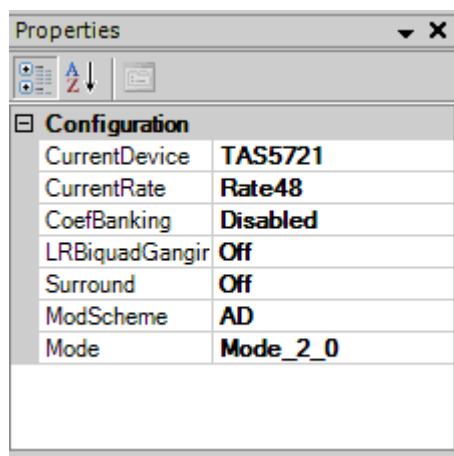 Properties
Configuration
CurrentDevice TAS5721
CurrentRate Rate48
CoefBanking Disabled
LRBiquadGangir Off
Surround Off
ModScheme AD
Mode Mode_2_0